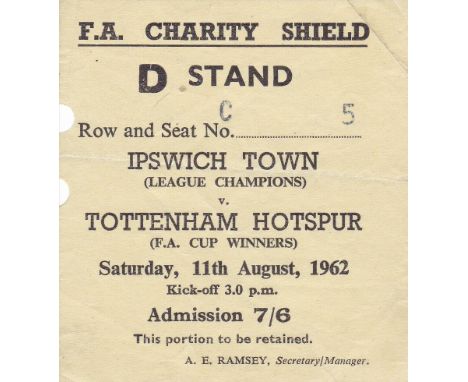 F.A. CHARITY SHIELD
D STAND
Row and Seat No. C 5
IPSWICH TOWN
(LEAGUE CHAMPIONS)
v.
TOTTENHAM HOTSPUR
(F.A. CUP WINNERS)
Saturday, 11th August, 1962
Kick-off 3.0 p.m.
Admission 7/6
This portion to be retained.
A. E. RAMSEY, Secretary/Manager.